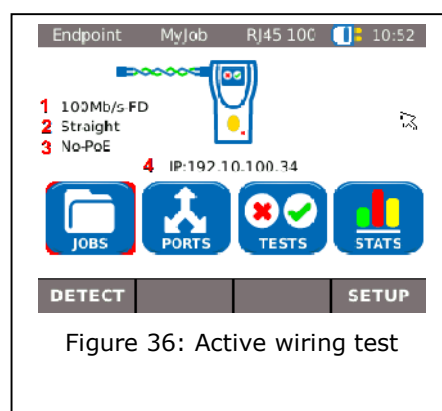 Endpoint MyJob RJ45 100 10:52
1 100Mb/s-FD
2 Straight
3 No-PoE
4 IP:192.10.100.34
JOBS PORTS TESTS STATS
DETECT SETUP
Figure 36: Active wiring test